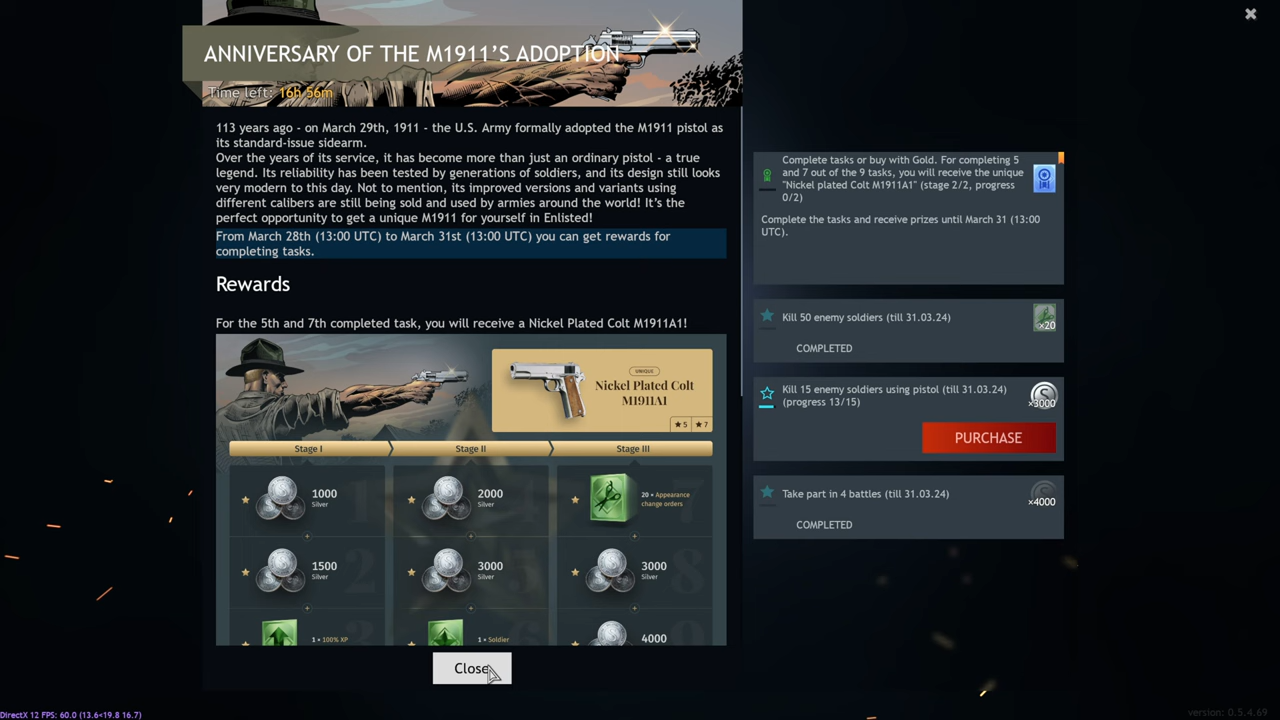 ANNIVERSARY OF THE M1911'S ADOPTION
Time left: 16h 56m
113 years ago - on March 29th, 1911 - the U.S. Army formally adopted the M1911 pistol as
its standard-issue sidearm.
Over the years of its service, it has become more than just an ordinary pistol - a true
legend. Its reliability has been tested by generations of soldiers, and its design still looks
very modern to this day. Not to mention, its improved versions and variants using
different calibers are still being sold and used by armies around the world! It's the
perfect opportunity to get a unique M1911 for yourself in Enlisted!
From March 28th (13:00 UTC) to March 31st (13:00 UTC) you can get rewards for
completing tasks.
Rewards
For the 5th and 7th completed task, you will receive a Nickel Plated Colt M1911A1!
UNIQUE
Nickel Plated Colt
M1911A1
★5 ★7
Stage I
Stage II
Stage III
1000
Silver
2000
Silver
20 × Appearance
change orders
1500
Silver
3000
Silver
3000
Silver
1 × 100% XP
1 × Soldier
4000
Close
Complete tasks or buy with Gold. For completing 5
and 7 out of the 9 tasks, you will receive the unique
"Nickel plated Colt M1911A1" (stage 2/2, progress
0/2)
Complete the tasks and receive prizes until March 31 (13:00
UTC).
Kill 50 enemy soldiers (till 31.03.24)
×20
COMPLETED
Kill 15 enemy soldiers using pistol (till 31.03.24)
(progress 13/15)
×3000
PURCHASE
Take part in 4 battles (till 31.03.24)
×4000
COMPLETED
DirectX 12 FPS: 60.0 (13.6<19.8 16.7)
version: 0.5.4.69